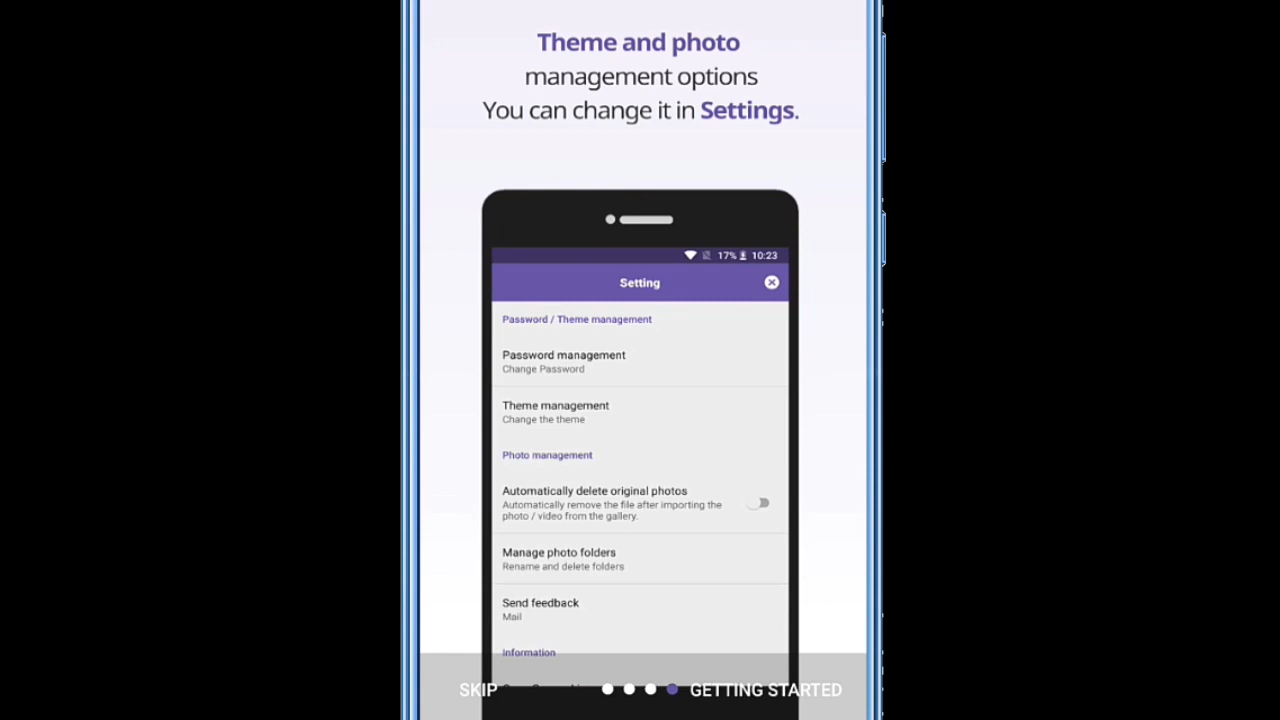 Theme and photo
management options
You can change it in Settings.
17% 10:23
Setting
Password / Theme management
Password management
Change Password
Theme management
Change the theme
Photo management
Automatically delete original photos
Automatically remove the file after importing the
photo / video from the gallery.
Manage photo folders
Rename and delete folders
Send feedback
Mail
Information
SKIP GETTING STARTED